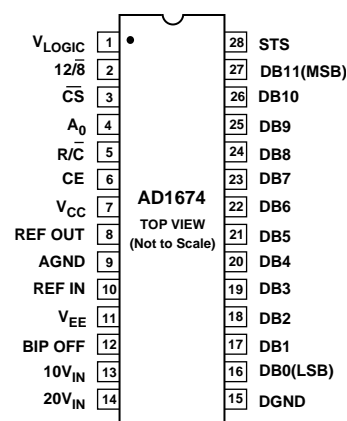 V_LOGIC 1 28 STS
12/8̅ 2 27 DB11(MSB)
C̅S̅ 3 26 DB10
A₀ 4 25 DB9
R/C̅ 5 24 DB8
CE 6 23 DB7
V_CC 7 22 DB6
REF OUT 8 21 DB5
AGND 9 20 DB4
REF IN 10 19 DB3
V_EE 11 18 DB2
BIP OFF 12 17 DB1
10V_IN 13 16 DB0(LSB)
20V_IN 14 15 DGND
AD1674
TOP VIEW
(Not to Scale)